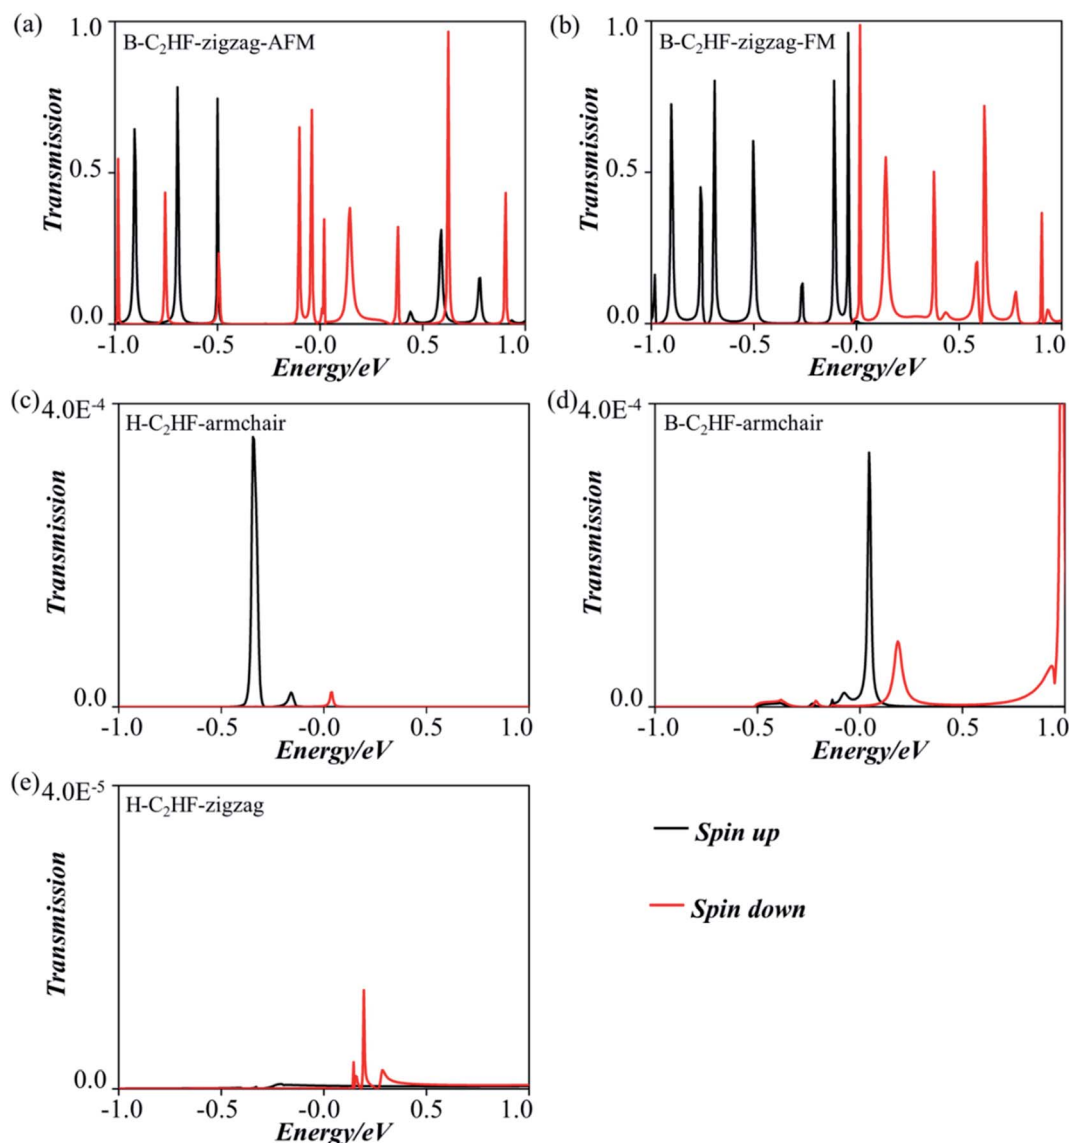 (a)
B-C₂HF-zigzag-AFM
1.0
0.5
0.0
Transmission
-1.0 -0.5 -0.0 0.5 1.0
Energy/eV
(b)
B-C₂HF-zigzag-FM
1.0
0.5
0.0
Transmission
-1.0 -0.5 -0.0 0.5 1.0
Energy/eV
(c)
H-C₂HF-armchair
4.0E-4
0.0
Transmission
-1.0 -0.5 -0.0 0.5 1.0
Energy/eV
(d)
B-C₂HF-armchair
4.0E-4
0.0
Transmission
-1.0 -0.5 -0.0 0.5 1.0
Energy/eV
(e)
H-C₂HF-zigzag
4.0E-5
0.0
Transmission
-1.0 -0.5 -0.0 0.5 1.0
Energy/eV
Spin up
Spin down